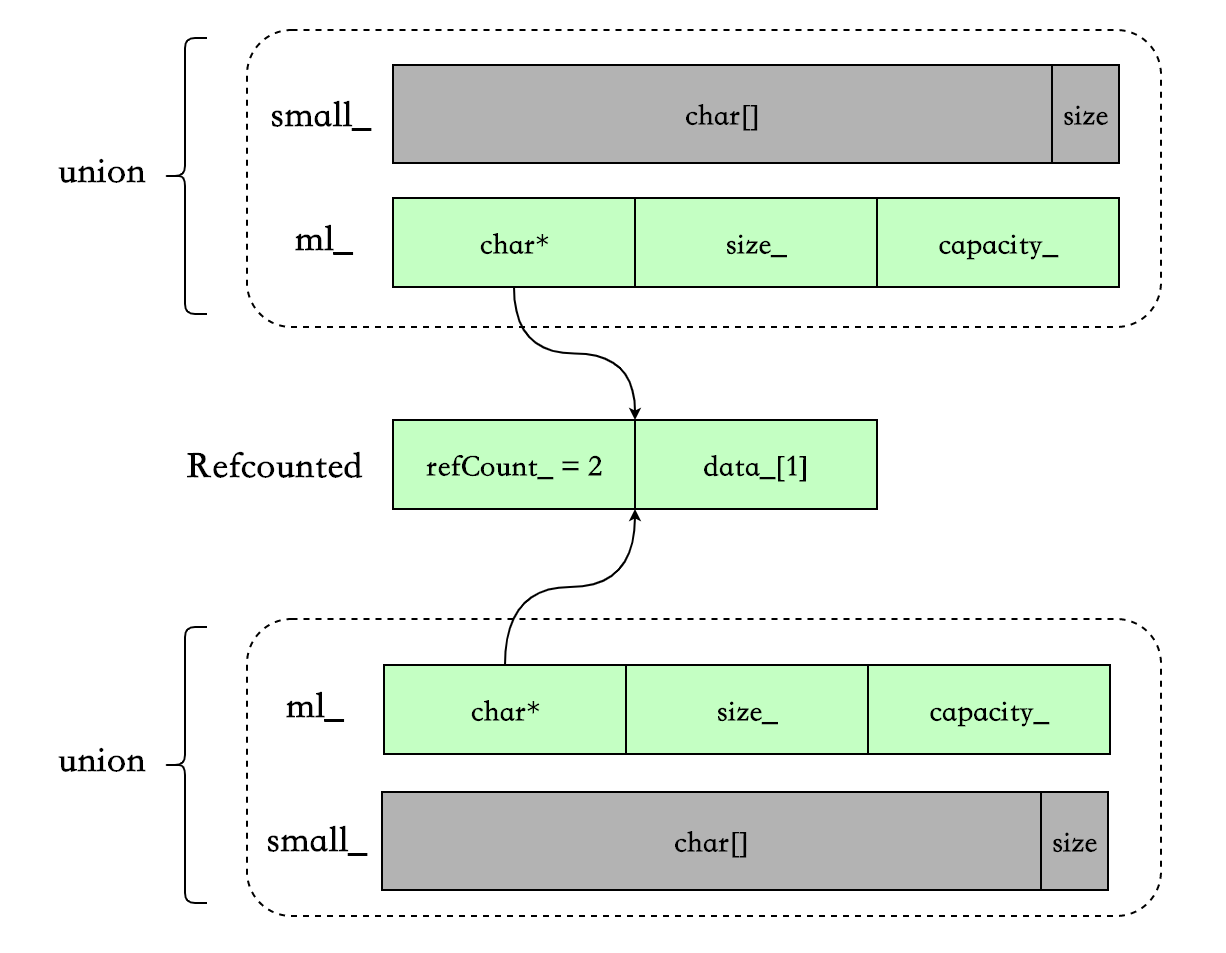 small_
char[]
size
union
ml_
char*
size_
capacity_
Refcounted
refCount_ = 2
data_[1]
ml_
char*
size_
capacity_
union
small_
char[]
size